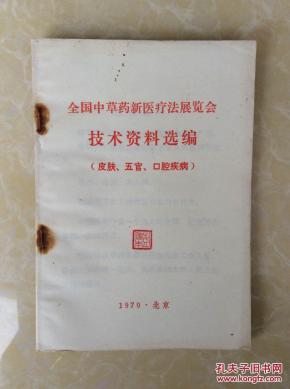 全国中草药新医疗法展览会
技术资料选编
（皮肤、五官、口腔疾病）
1970·北京
孔夫子旧书网